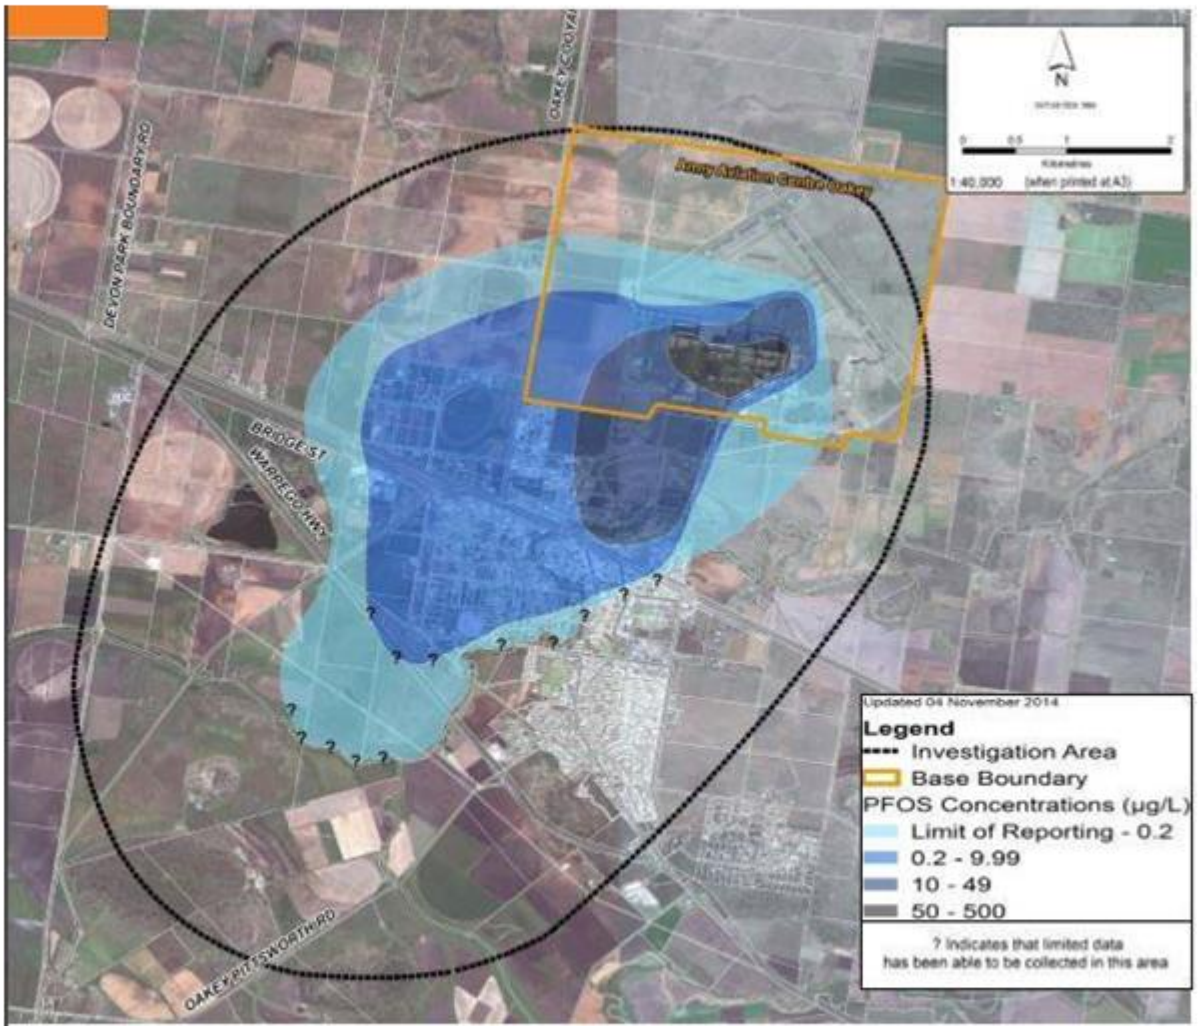 OAKEY COOYA
N
0 0.5 1 2
Kilometres
1:40,000 (when printed at A3)
Army Aviation Centre Oakey
DEVON PARK BOUNDARY RD
BRIDGE ST
WARREGO HWY
?
?
?
?
?
?
?
?
?
?
?
?
?
OAKEY PITTSWORTH RD
Updated 04 November 2014
Legend
Investigation Area
Base Boundary
PFOS Concentrations (µg/L)
Limit of Reporting - 0.2
0.2 - 9.99
10 - 49
50 - 500
? Indicates that limited data
has been able to be collected in this area